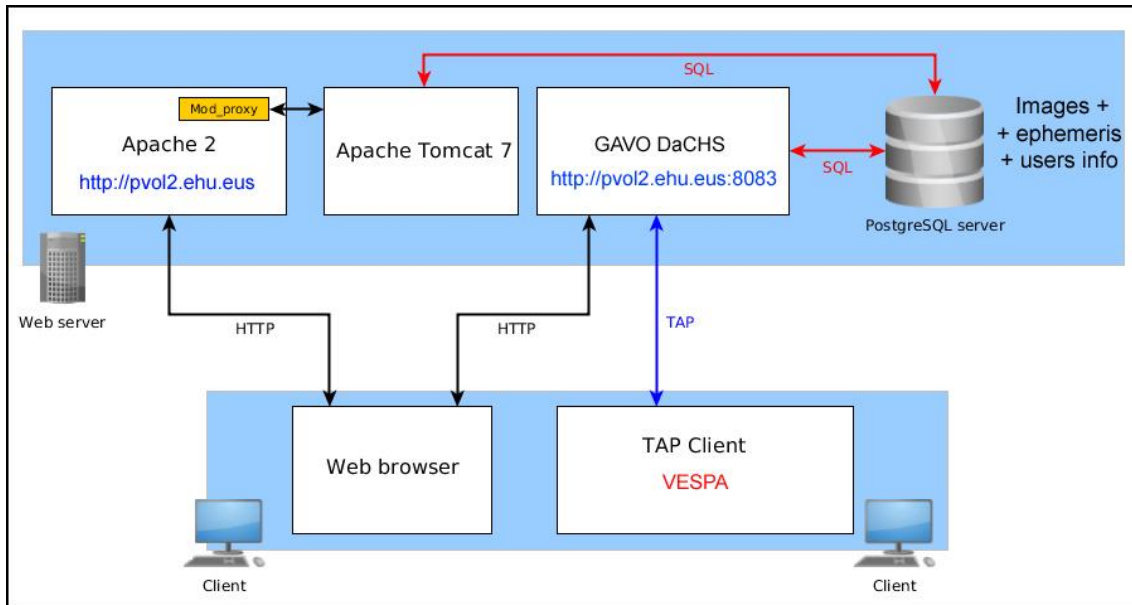 SQL
Mod_proxy
Apache 2
http://pvol2.ehu.eus
Apache Tomcat 7
GAVO DaCHS
http://pvol2.ehu.eus:8083
SQL
Images +
+ ephemeris
+ users info
PostgreSQL server
Web server
HTTP
HTTP
TAP
Web browser
TAP Client
VESPA
Client
Client